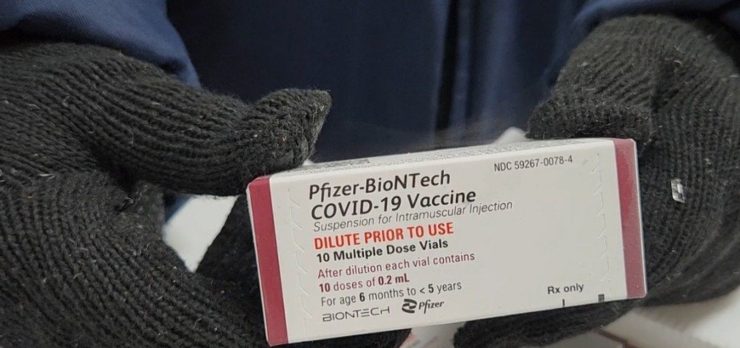 Pfizer-BioNTech
COVID-19 Vaccine
NDC 59267-0078-4
Suspension for Intramuscular Injection
DILUTE PRIOR TO USE
10 Multiple Dose Vials
After dilution each vial contains
10 doses of 0.2 mL
For age 6 months to < 5 years
BIONTECH Pfizer
Rx only